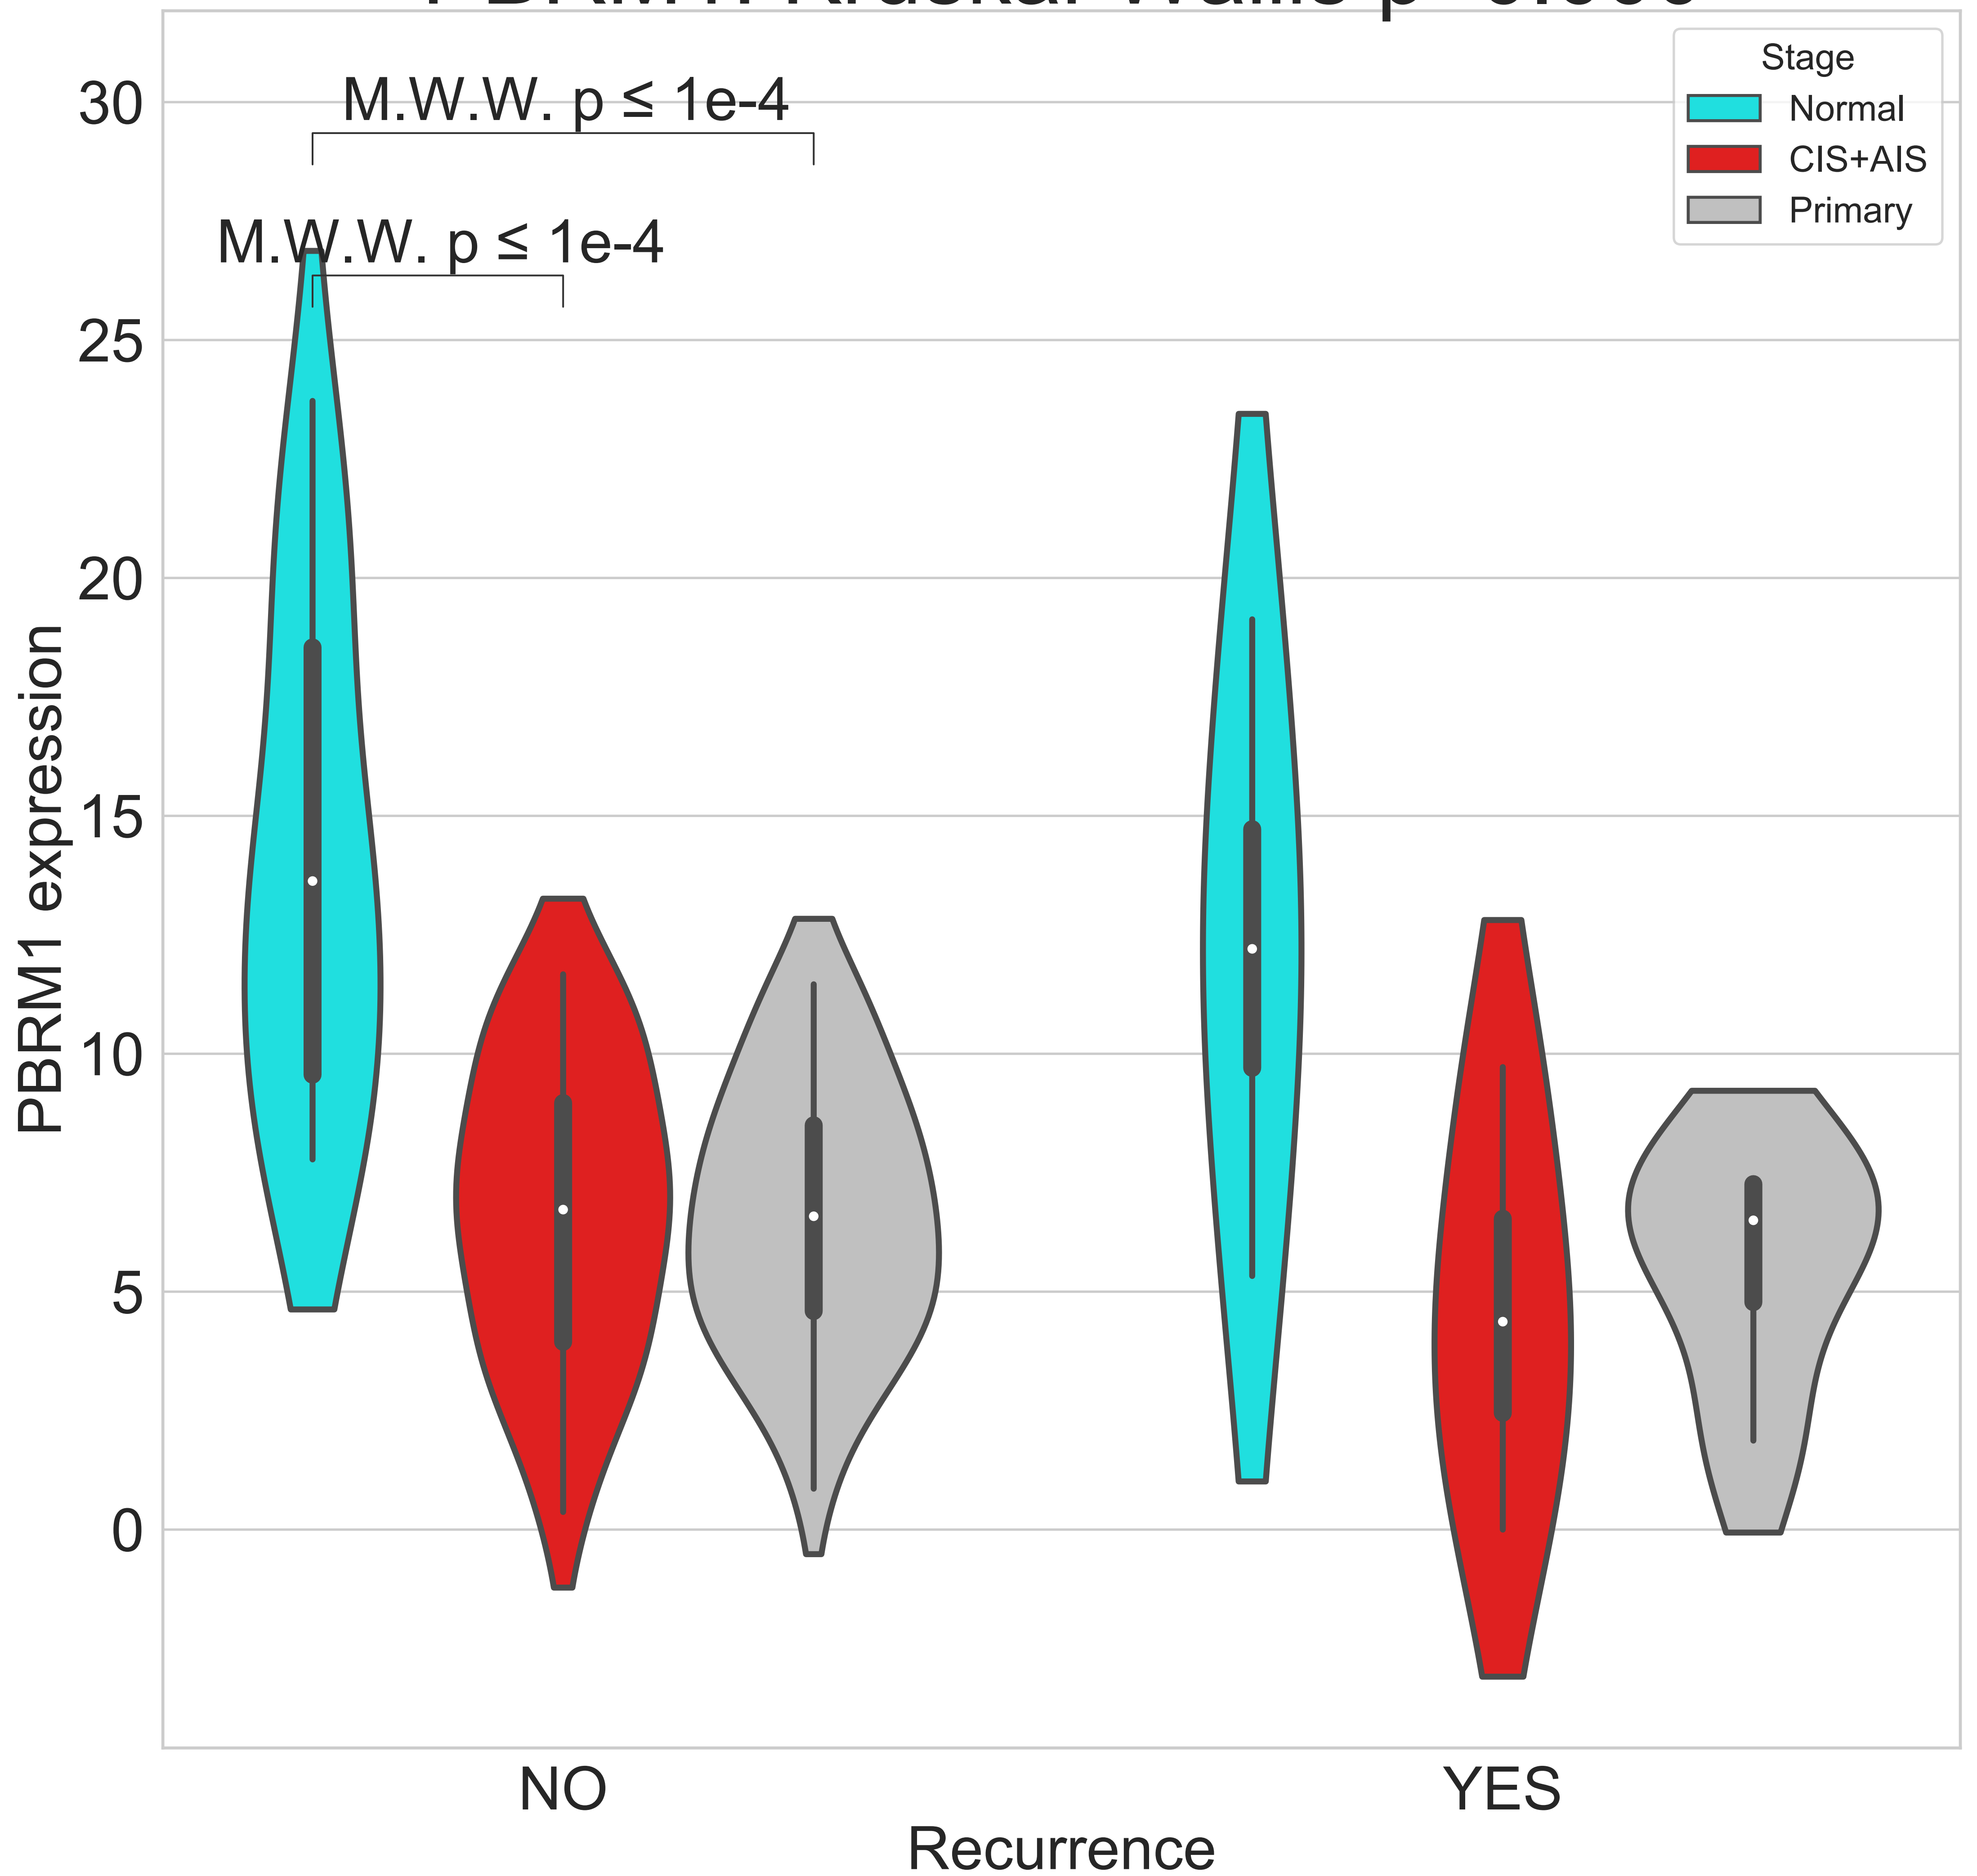 30
25
20
15
10
5
0
PBRM1 expression
M.W.W. p ≤ 1e-4
M.W.W. p ≤ 1e-4
Stage
Normal
CIS+AIS
Primary
NO
YES
Recurrence